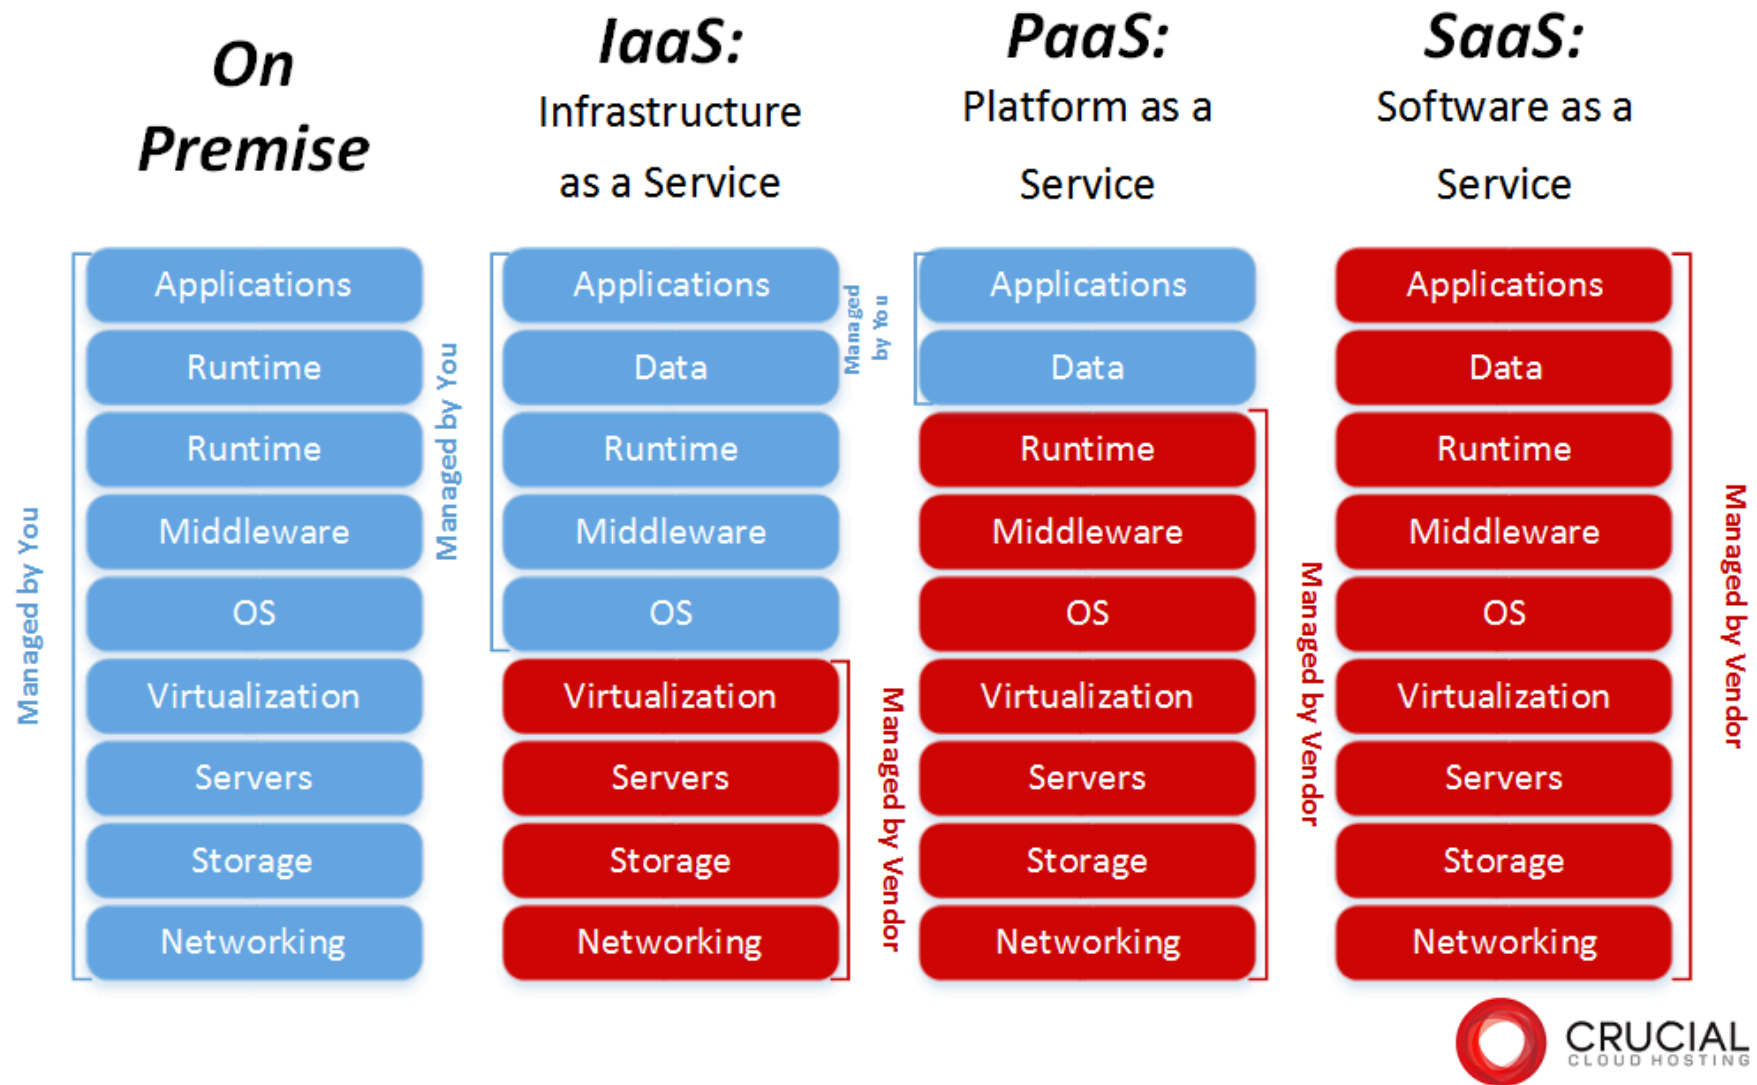 On
Premise
IaaS:
Infrastructure
as a Service
PaaS:
Platform as a
Service
SaaS:
Software as a
Service
Managed by You
Applications
Runtime
Runtime
Middleware
OS
Virtualization
Servers
Storage
Networking
Managed by You
Applications
Data
Runtime
Middleware
OS
Virtualization
Servers
Storage
Networking
Managed by Vendor
Managed
by You
Applications
Data
Runtime
Middleware
OS
Virtualization
Servers
Storage
Networking
Managed by Vendor
Applications
Data
Runtime
Middleware
OS
Virtualization
Servers
Storage
Networking
Managed by Vendor
CRUCIAL
CLOUD HOSTING